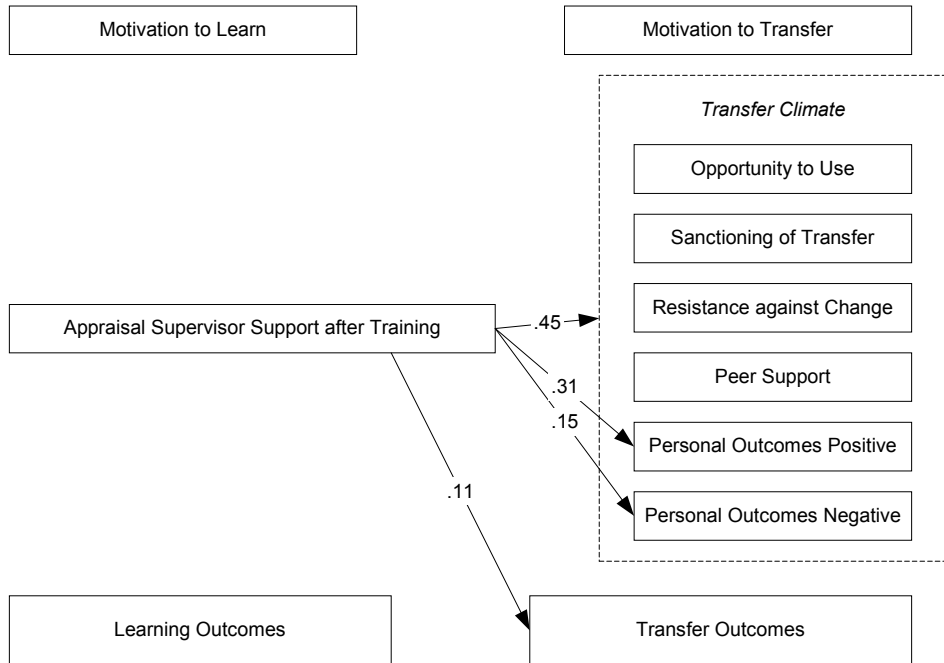 Motivation to Learn
Motivation to Transfer
Transfer Climate
Opportunity to Use
Sanctioning of Transfer
Resistance against Change
Appraisal Supervisor Support after Training
.45
Peer Support
.31
.15
Personal Outcomes Positive
.11
Personal Outcomes Negative
Learning Outcomes
Transfer Outcomes